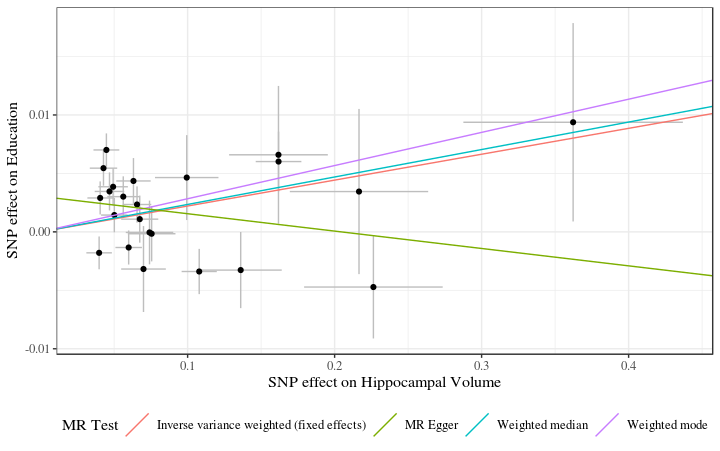 SNP effect on Education
0.01
0.00
-0.01
0.1 0.2 0.3 0.4
SNP effect on Hippocampal Volume
MR Test Inverse variance weighted (fixed effects) MR Egger Weighted median Weighted mode